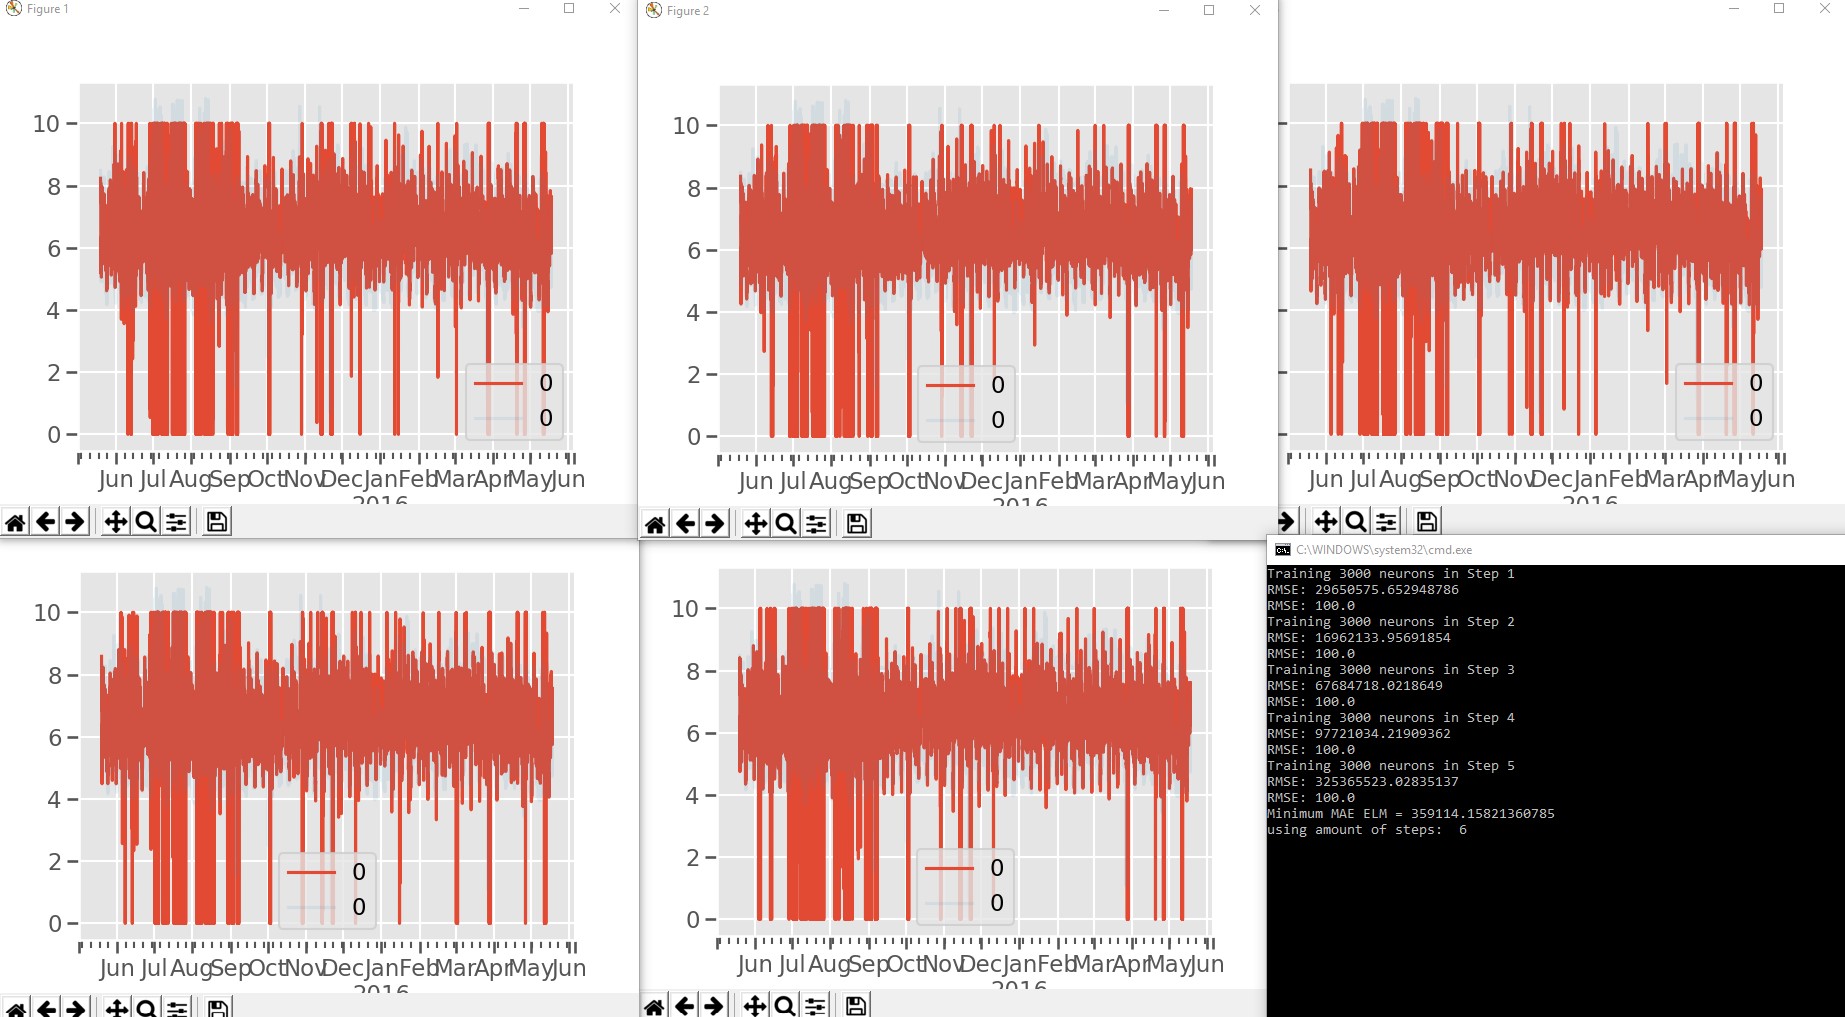 Figure 1
10
8
6
4
2
0
0
0
Jun Jul Aug Sep Oct Nov Dec Jan Feb Mar Apr May Jun
2016
Figure 2
10
8
6
4
2
0
0
0
Jun Jul Aug Sep Oct Nov Dec Jan Feb Mar Apr May Jun
2016
0
0
Jun Jul Aug Sep Oct Nov Dec Jan Feb Mar Apr May Jun
2016
10
8
6
4
2
0
0
0
Jun Jul Aug Sep Oct Nov Dec Jan Feb Mar Apr May Jun
2016
10
8
6
4
2
0
0
0
Jun Jul Aug Sep Oct Nov Dec Jan Feb Mar Apr May Jun
2016
C:\WINDOWS\system32\cmd.exe
Training 3000 neurons in Step 1
RMSE: 29650575.652948786
RMSE: 100.0
Training 3000 neurons in Step 2
RMSE: 16962133.95691854
RMSE: 100.0
Training 3000 neurons in Step 3
RMSE: 67684718.0218649
RMSE: 100.0
Training 3000 neurons in Step 4
RMSE: 97721034.21909362
RMSE: 100.0
Training 3000 neurons in Step 5
RMSE: 325365523.02835137
RMSE: 100.0
Minimum MAE ELM = 359114.15821360785
using amount of steps:  6